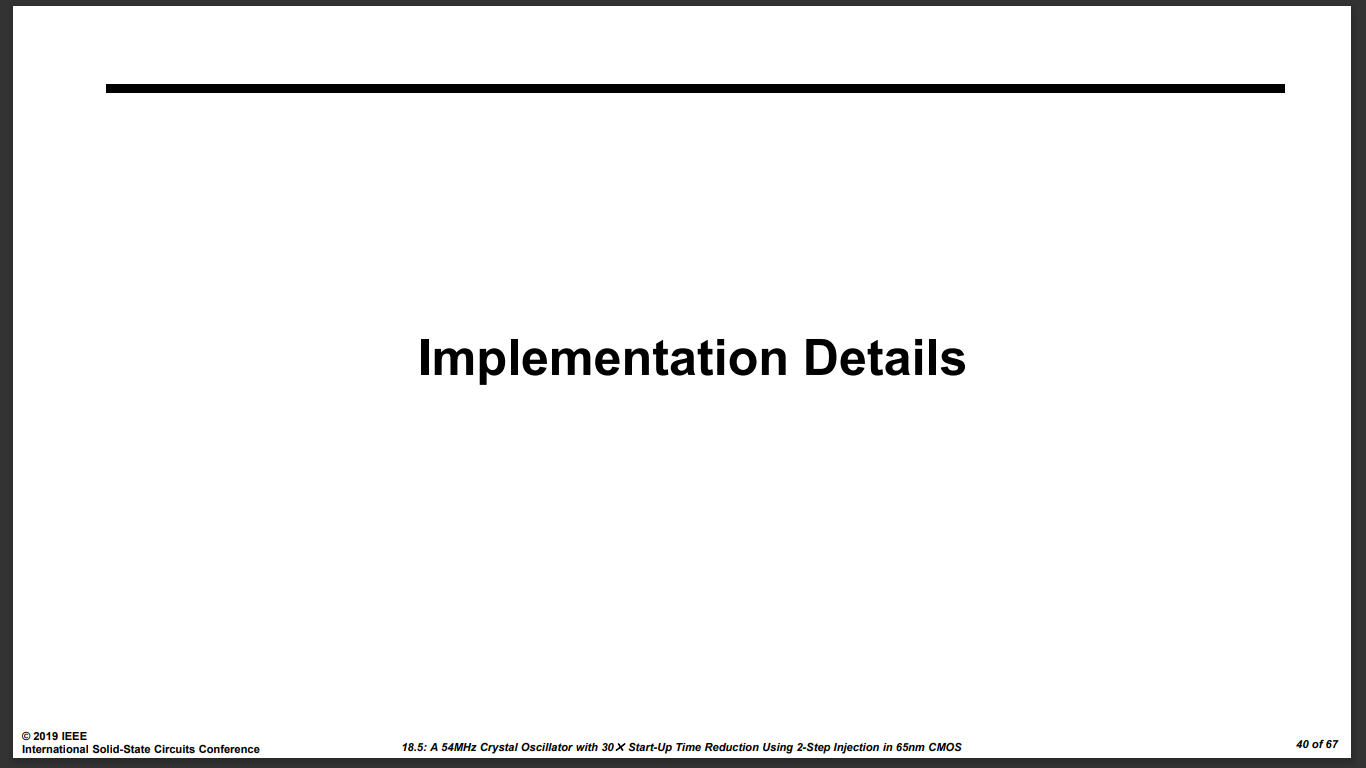 Implementation Details
© 2019 IEEE
International Solid-State Circuits Conference
18.5: A 54MHz Crystal Oscillator with 30✕ Start-Up Time Reduction Using 2-Step Injection in 65nm CMOS
40 of 67